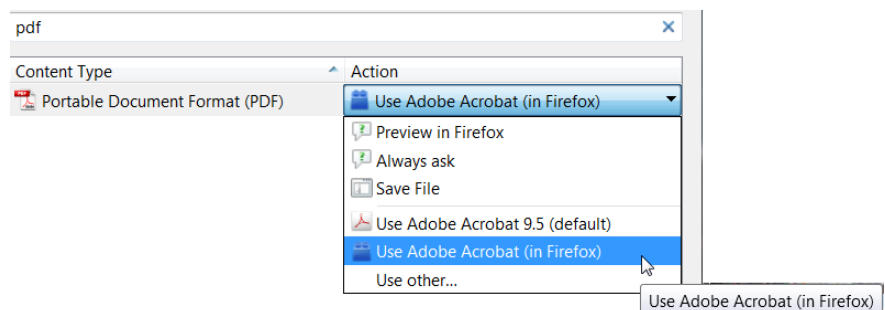 pdf
Content Type Action
Portable Document Format (PDF) Use Adobe Acrobat (in Firefox)
Preview in Firefox
Always ask
Save File
Use Adobe Acrobat 9.5 (default)
Use Adobe Acrobat (in Firefox)
Use other...
Use Adobe Acrobat (in Firefox)